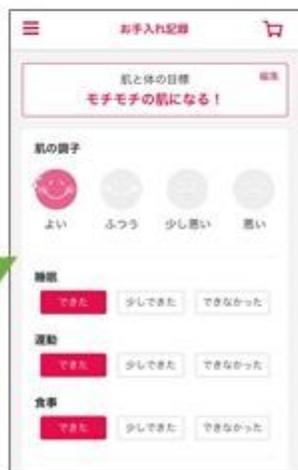 お手入れ記録
肌と体の目標
編集
モチモチの肌になる！
肌の調子
よい ふつう 少し悪い 悪い
睡眠
できた 少しできた できなかった
運動
できた 少しできた できなかった
食事
できた 少しできた できなかった